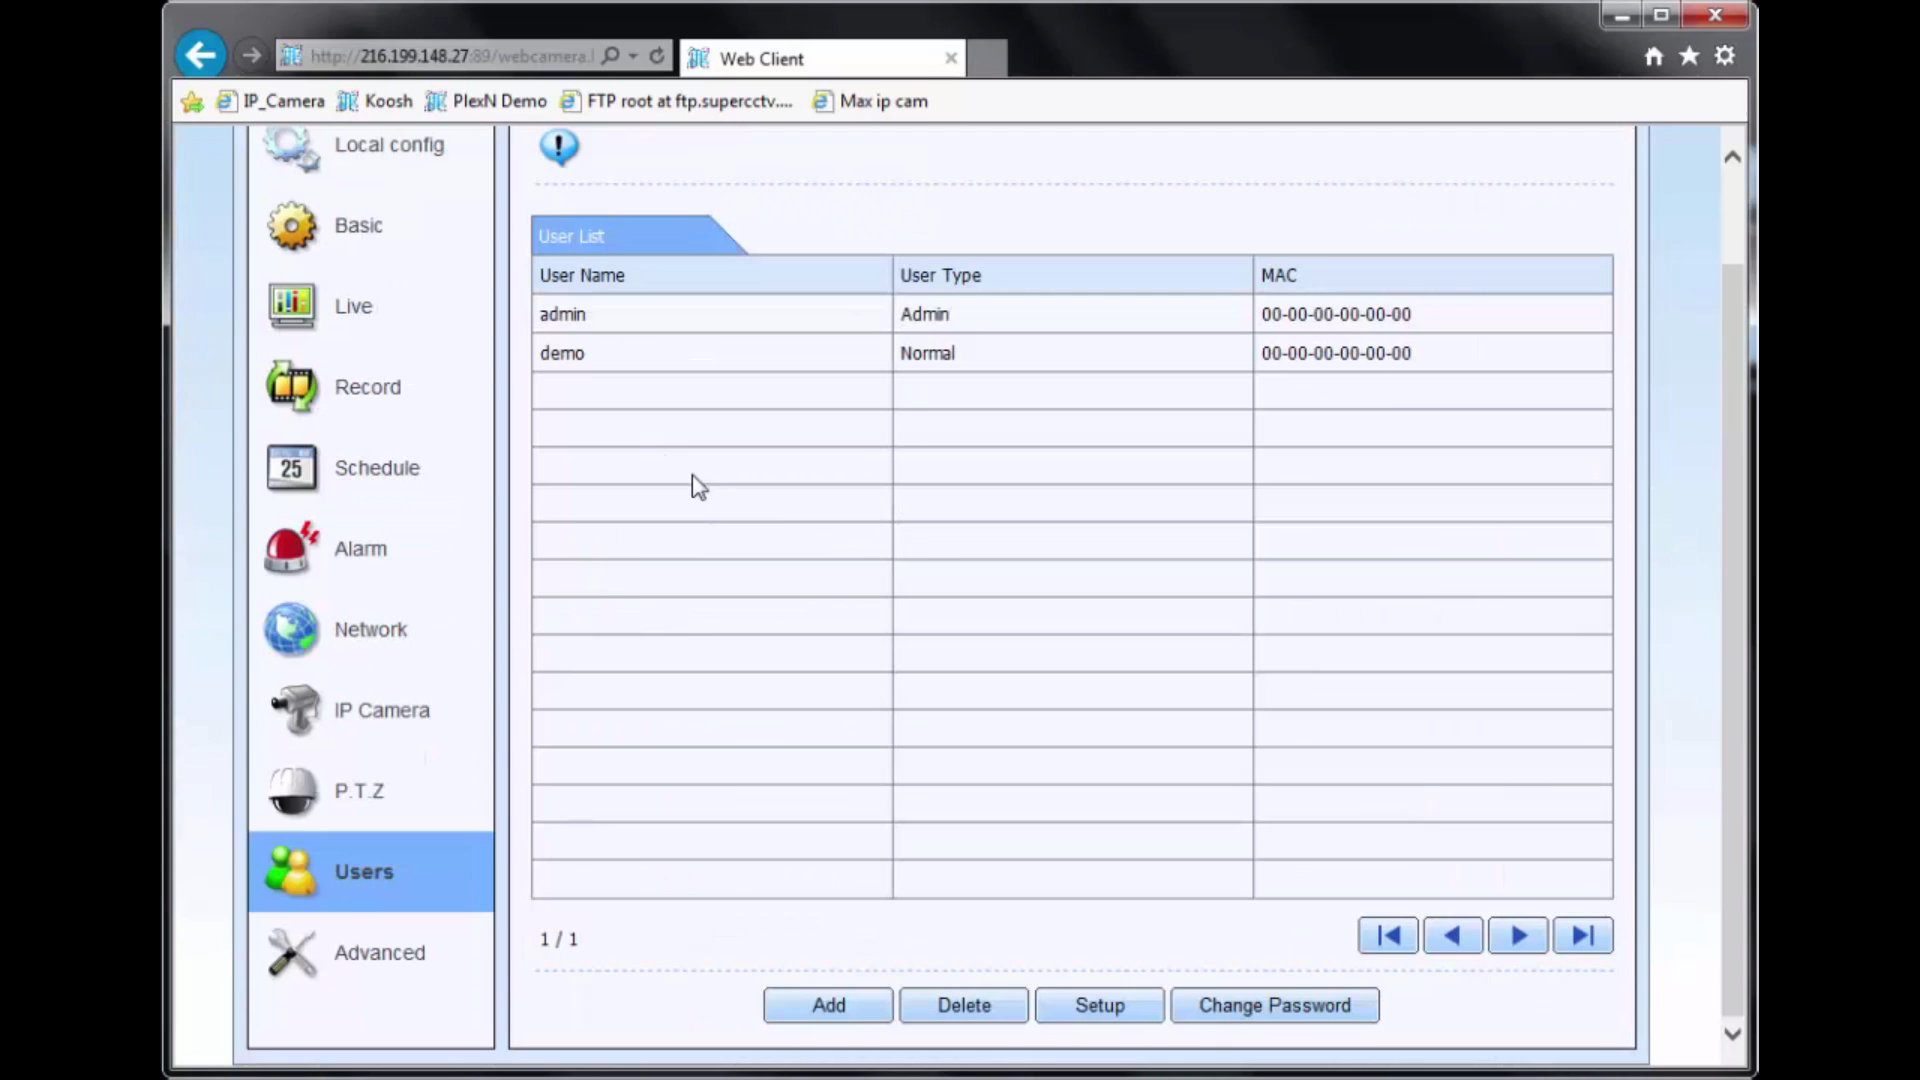 http://216.199.148.27:89/webcamera.l
Web Client
IP_Camera Koosh PlexN Demo FTP root at ftp.supercctv.... Max ip cam
Local config
Basic
Live
Record
25
Schedule
Alarm
Network
IP Camera
P.T.Z
Users
Advanced
User List
User Name User Type MAC
admin Admin 00-00-00-00-00-00
demo Normal 00-00-00-00-00-00
1 / 1
Add Delete Setup Change Password